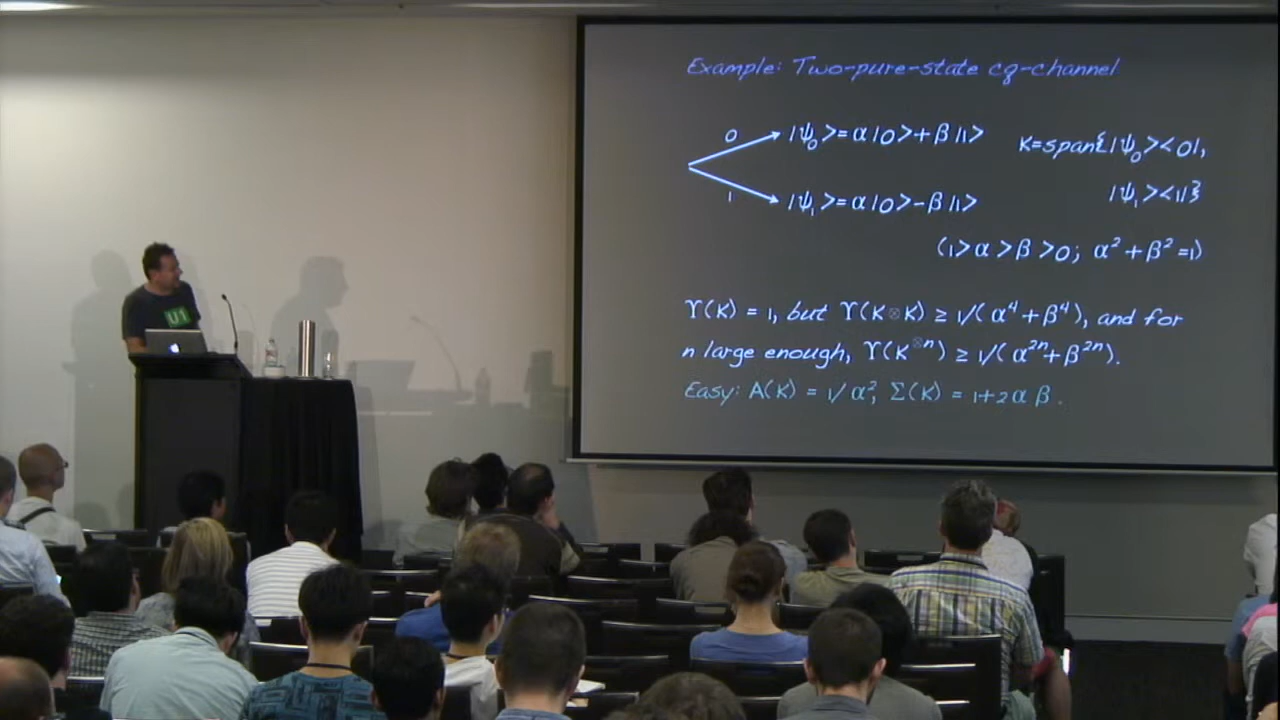 Example: Two-pure-state cq-channel
0 |ψ₀>=α|0>+β|1> K=span{|ψ₀><0|,
1 |ψ₁>=α|0>-β|1> |ψ₁><1|}
(1>α>β>0; α²+β²=1)
ϒ(K) = 1, but ϒ(K⊗K) ≥ 1/(α⁴+β⁴), and for
n large enough, ϒ(K^⊗n) ≥ 1/(α²ⁿ+β²ⁿ).
Easy: A(K) = 1/α², Σ(K) = 1+2αβ.
U1